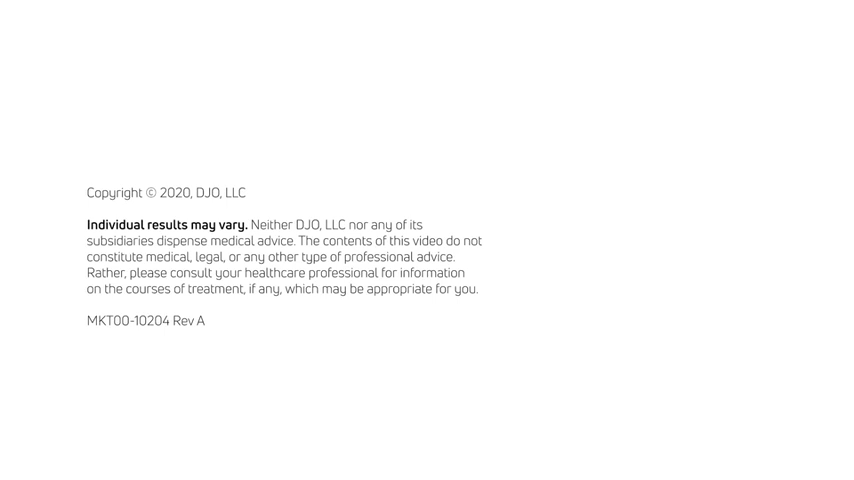 Copyright © 2020, DJO, LLC
Individual results may vary. Neither DJO, LLC nor any of its
subsidiaries dispense medical advice. The contents of this video do not
constitute medical, legal, or any other type of professional advice.
Rather, please consult your healthcare professional for information
on the courses of treatment, if any, which may be appropriate for you.
MKT00-10204 Rev A